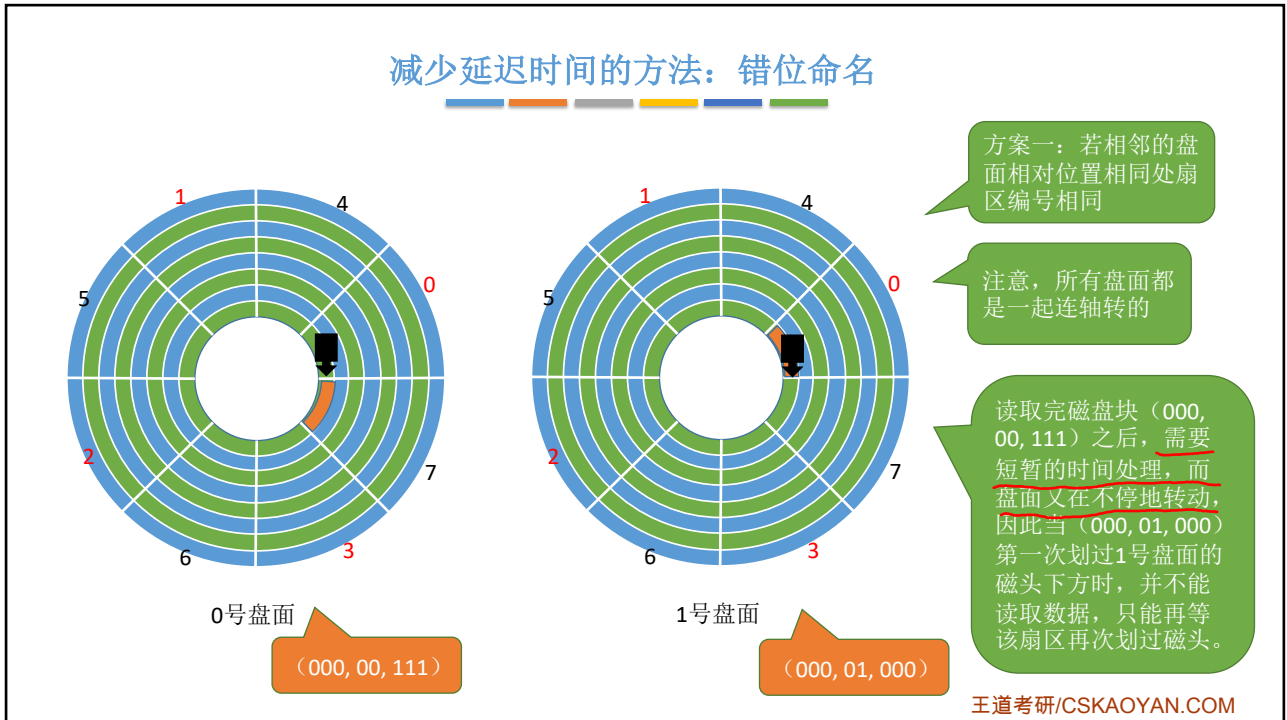 减少延迟时间的方法：错位命名
1
4
0
5
2
7
6
3
0号盘面
（000, 00, 111）
1
4
0
5
2
7
6
3
1号盘面
（000, 01, 000）
方案一：若相邻的盘
面相对位置相同处扇
区编号相同
注意，所有盘面都
是一起连轴转的
读取完磁盘块（000,
00, 111）之后，需要
短暂的时间处理，而
盘面又在不停地转动，
因此当（000, 01, 000）
第一次划过1号盘面的
磁头下方时，并不能
读取数据，只能再等
该扇区再次划过磁头。
王道考研/CSKAOYAN.COM